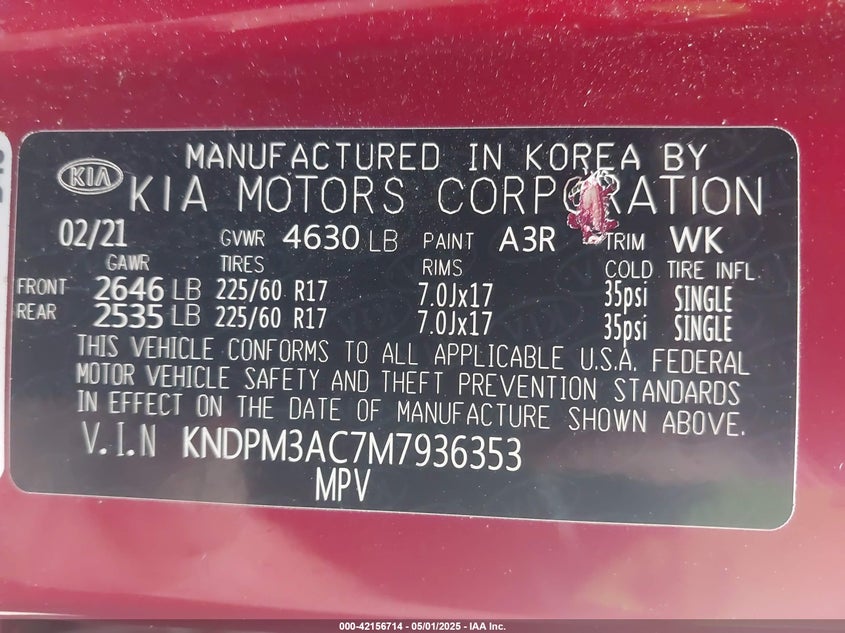 MANUFACTURED IN KOREA BY
KIA KIA MOTORS CORPORATION
02/21 GVWR 4630 LB PAINT A3R TRIM WK
GAWR TIRES RIMS COLD TIRE INFL.
FRONT 2646 LB 225/60 R17 7.0Jx17 35psi SINGLE
REAR 2535 LB 225/60 R17 7.0Jx17 35psi SINGLE
THIS VEHICLE CONFORMS TO ALL APPLICABLE U.S.A. FEDERAL
MOTOR VEHICLE SAFETY AND THEFT PREVENTION STANDARDS
IN EFFECT ON THE DATE OF MANUFACTURE SHOWN ABOVE.
V.I.N KNDPM3AC7M7936353
MPV
000-42156714 | 05/01/2025 - IAA Inc.